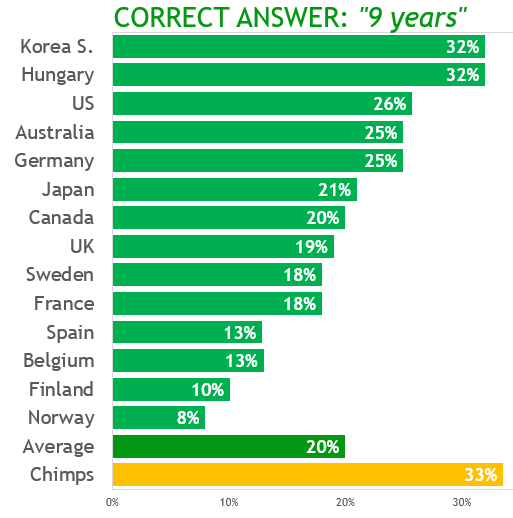 CORRECT ANSWER: "9 years"
Korea S. 32%
Hungary 32%
US 26%
Australia 25%
Germany 25%
Japan 21%
Canada 20%
UK 19%
Sweden 18%
France 18%
Spain 13%
Belgium 13%
Finland 10%
Norway 8%
Average 20%
Chimps 33%
0% 10% 20% 30%